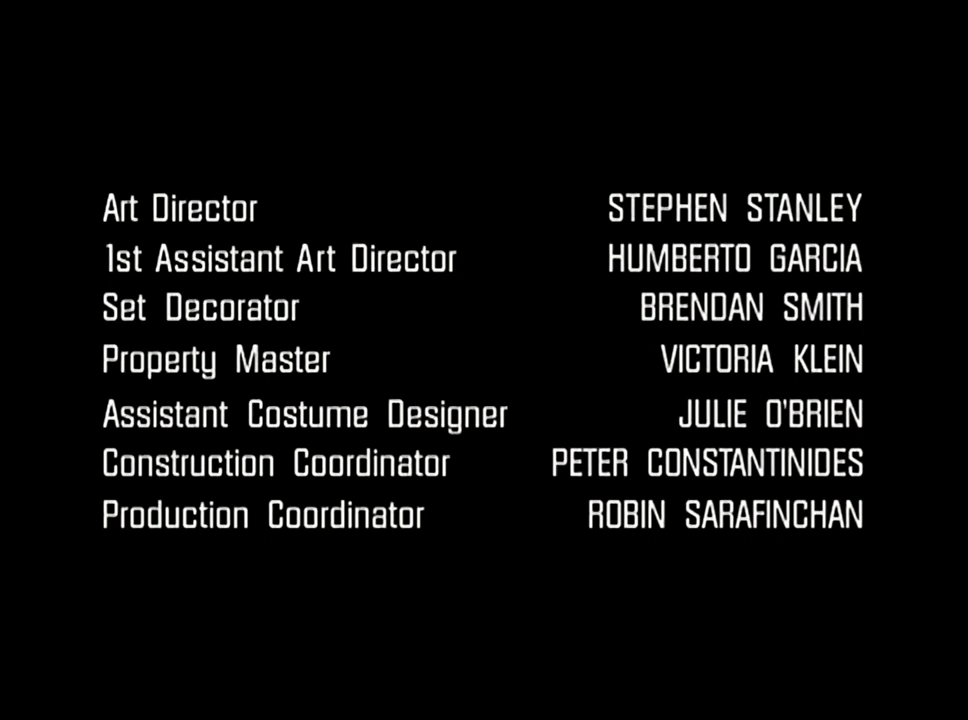 Art Director STEPHEN STANLEY
1st Assistant Art Director HUMBERTO GARCIA
Set Decorator BRENDAN SMITH
Property Master VICTORIA KLEIN
Assistant Costume Designer JULIE O'BRIEN
Construction Coordinator PETER CONSTANTINIDES
Production Coordinator ROBIN SARAFINCHAN